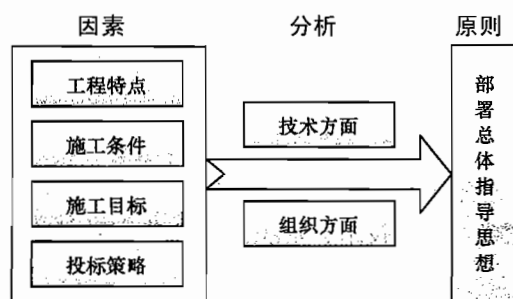 因素 分析 原则
工程特点
施工条件
施工目标
投标策略
技术方面
组织方面
部署总体指导思想